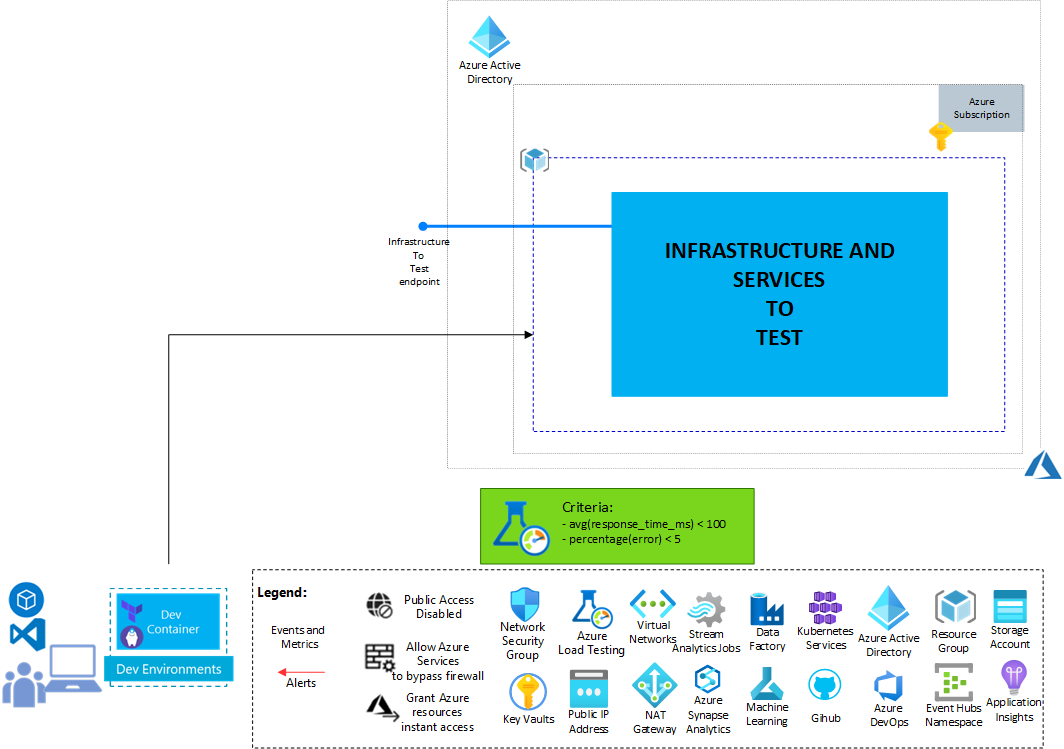 Azure Active
Directory
Azure
Subscription
Infrastructure
To
Test
endpoint
INFRASTRUCTURE AND
SERVICES
TO
TEST
Criteria:
- avg(response_time_ms) < 100
- percentage(error) < 5
Dev
Container
Dev Environments
Legend:
Events and
Metrics
Alerts
Public Access
Disabled
Allow Azure
Services
to bypass firewall
Grant Azure
resources
instant access
Network
Security
Group
Azure
Load Testing
Virtual
Networks
Stream
AnalyticsJobs
Data
Factory
Kubernetes
Services
Azure Active
Directory
Resource
Group
Storage
Account
Key Vaults
Public IP
Address
NAT
Gateway
Azure
Synapse
Analytics
Machine
Learning
Gihub
Azure
DevOps
Event Hubs
Namespace
Application
Insights